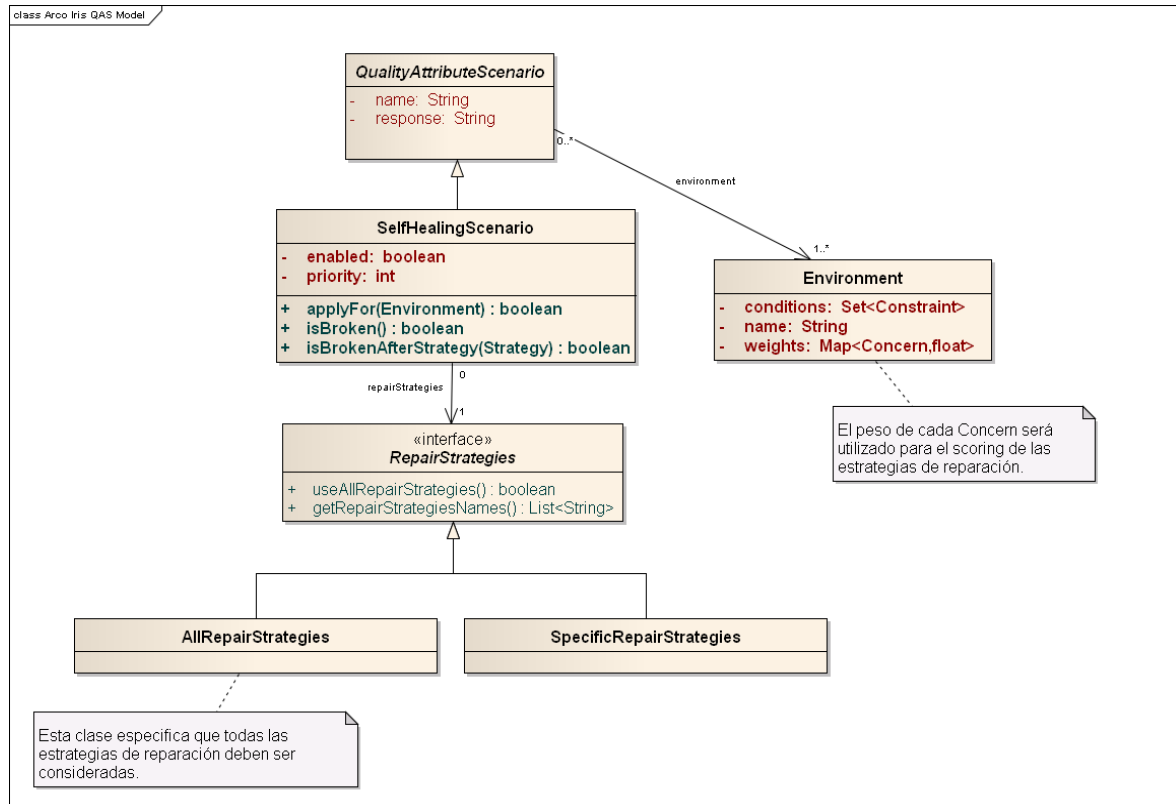 class Arco Iris QAS Model
QualityAttributeScenario
- name: String
- response: String
0..*
environment
1..*
SelfHealingScenario
- enabled: boolean
- priority: int
+ applyFor(Environment) : boolean
+ isBroken() : boolean
+ isBrokenAfterStrategy(Strategy) : boolean
Environment
- conditions: Set<Constraint>
- name: String
- weights: Map<Concern,float>
0
repairStrategies
1
El peso de cada Concern será
utilizado para el scoring de las
estrategias de reparación.
«interface»
RepairStrategies
+ useAllRepairStrategies() : boolean
+ getRepairStrategiesNames() : List<String>
AllRepairStrategies
SpecificRepairStrategies
Esta clase especifica que todas las
estrategias de reparación deben ser
consideradas.